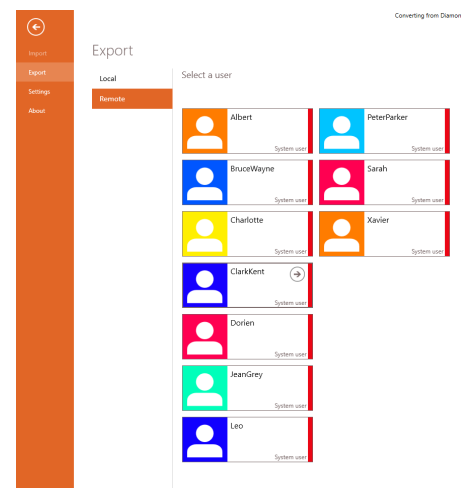 Converting from Diamon
Import
Export
Settings
About
Export
Local
Remote
Select a user
Albert
System user
BruceWayne
System user
Charlotte
System user
ClarkKent
System user
Dorien
System user
JeanGrey
System user
Leo
System user
PeterParker
System user
Sarah
System user
Xavier
System user